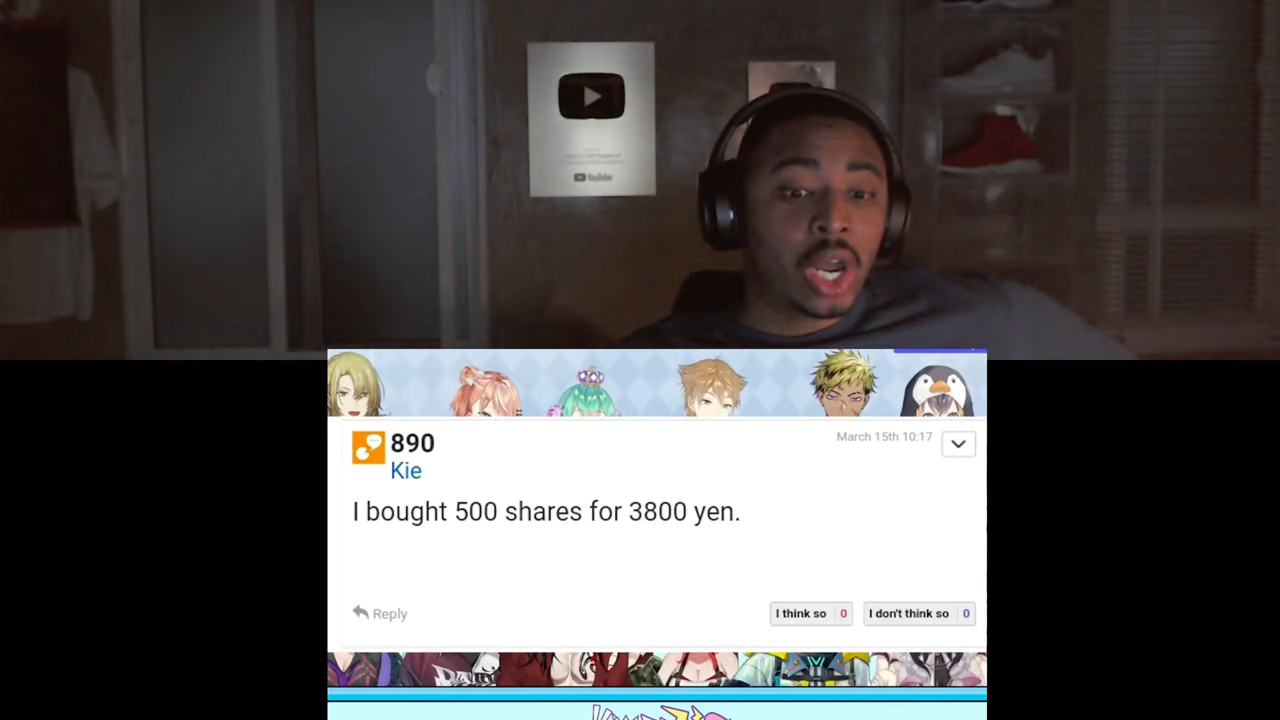 YouTube
890
March 15th 10:17
Kie
I bought 500 shares for 3800 yen.
Reply
I think so 0
I don't think so 0